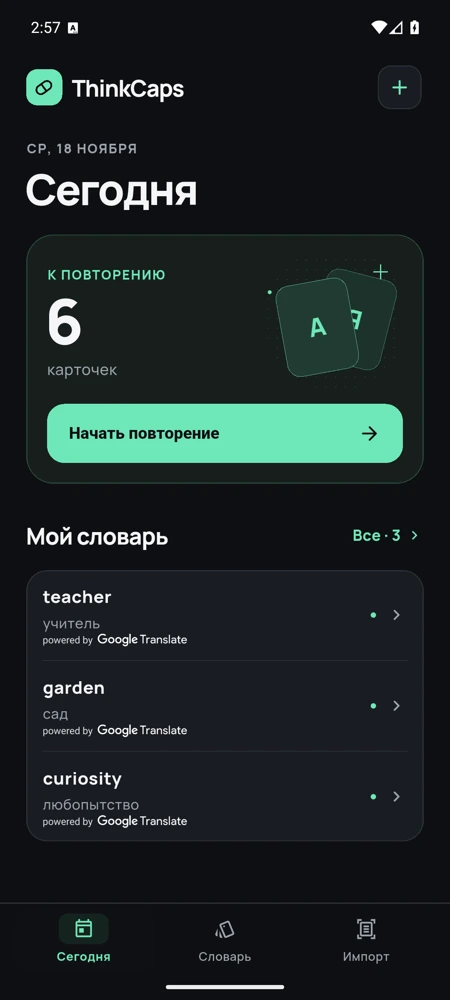 2:57 A
ThinkCaps
СР, 18 НОЯБРЯ
Сегодня
К ПОВТОРЕНИЮ
6
карточек
A Я
Начать повторение
Мой словарь
Все · 3
teacher
учитель
powered by Google Translate
garden
сад
powered by Google Translate
curiosity
любопытство
powered by Google Translate
Сегодня
Словарь
Импорт